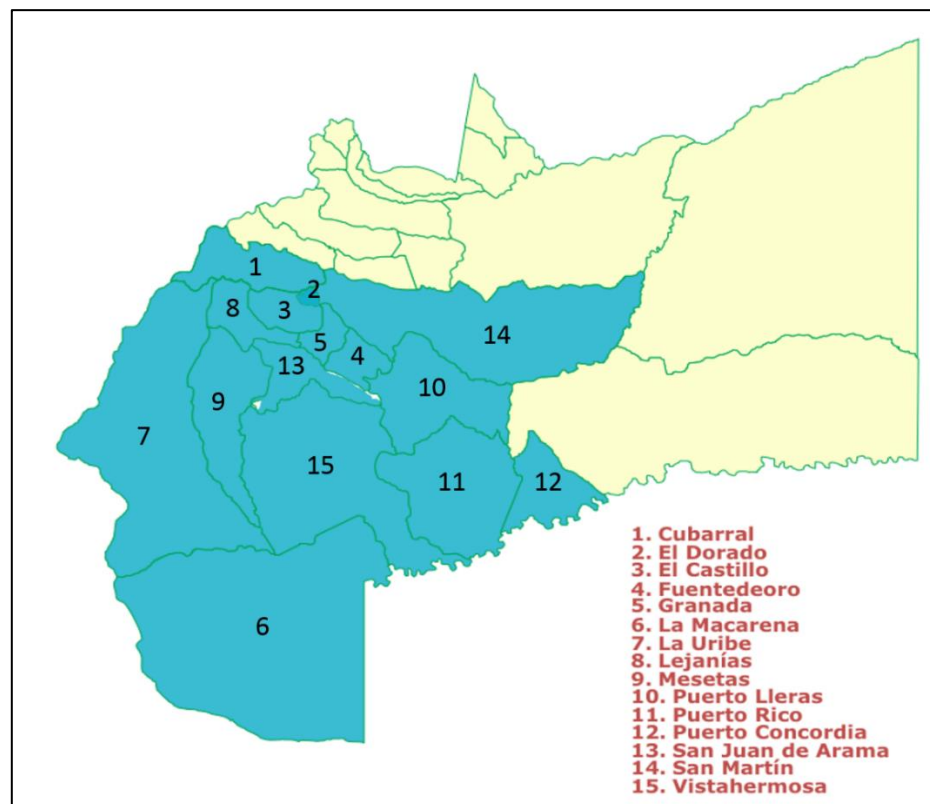 1
2
3
8
14
5
4
13
10
9
7
15
11
12
6
1. Cubarral
2. El Dorado
3. El Castillo
4. Fuentedeoro
5. Granada
6. La Macarena
7. La Uribe
8. Lejanías
9. Mesetas
10. Puerto Lleras
11. Puerto Rico
12. Puerto Concordia
13. San Juan de Arama
14. San Martín
15. Vistahermosa